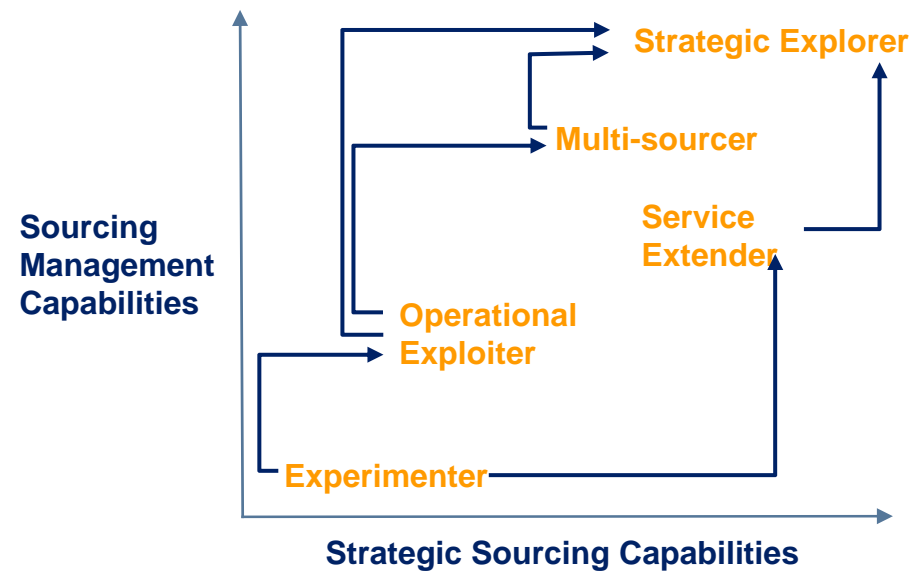 Strategic Explorer
Multi-sourcer
Service
Extender
Sourcing
Management
Capabilities
Operational
Exploiter
Experimenter
Strategic Sourcing Capabilities